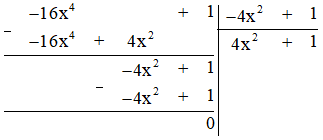 -16x⁴ + 1 -4x² + 1
- -16x⁴ + 4x² 4x² + 1
-4x² + 1
- -4x² + 1
0